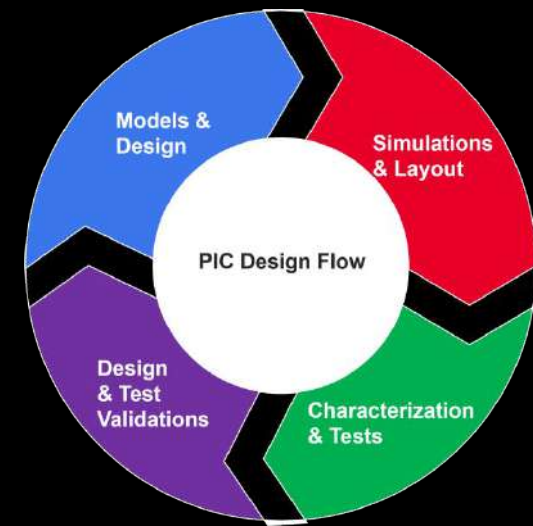 Models &
Design
Simulations
& Layout
PIC Design Flow
Design
& Test
Validations
Characterization
& Tests